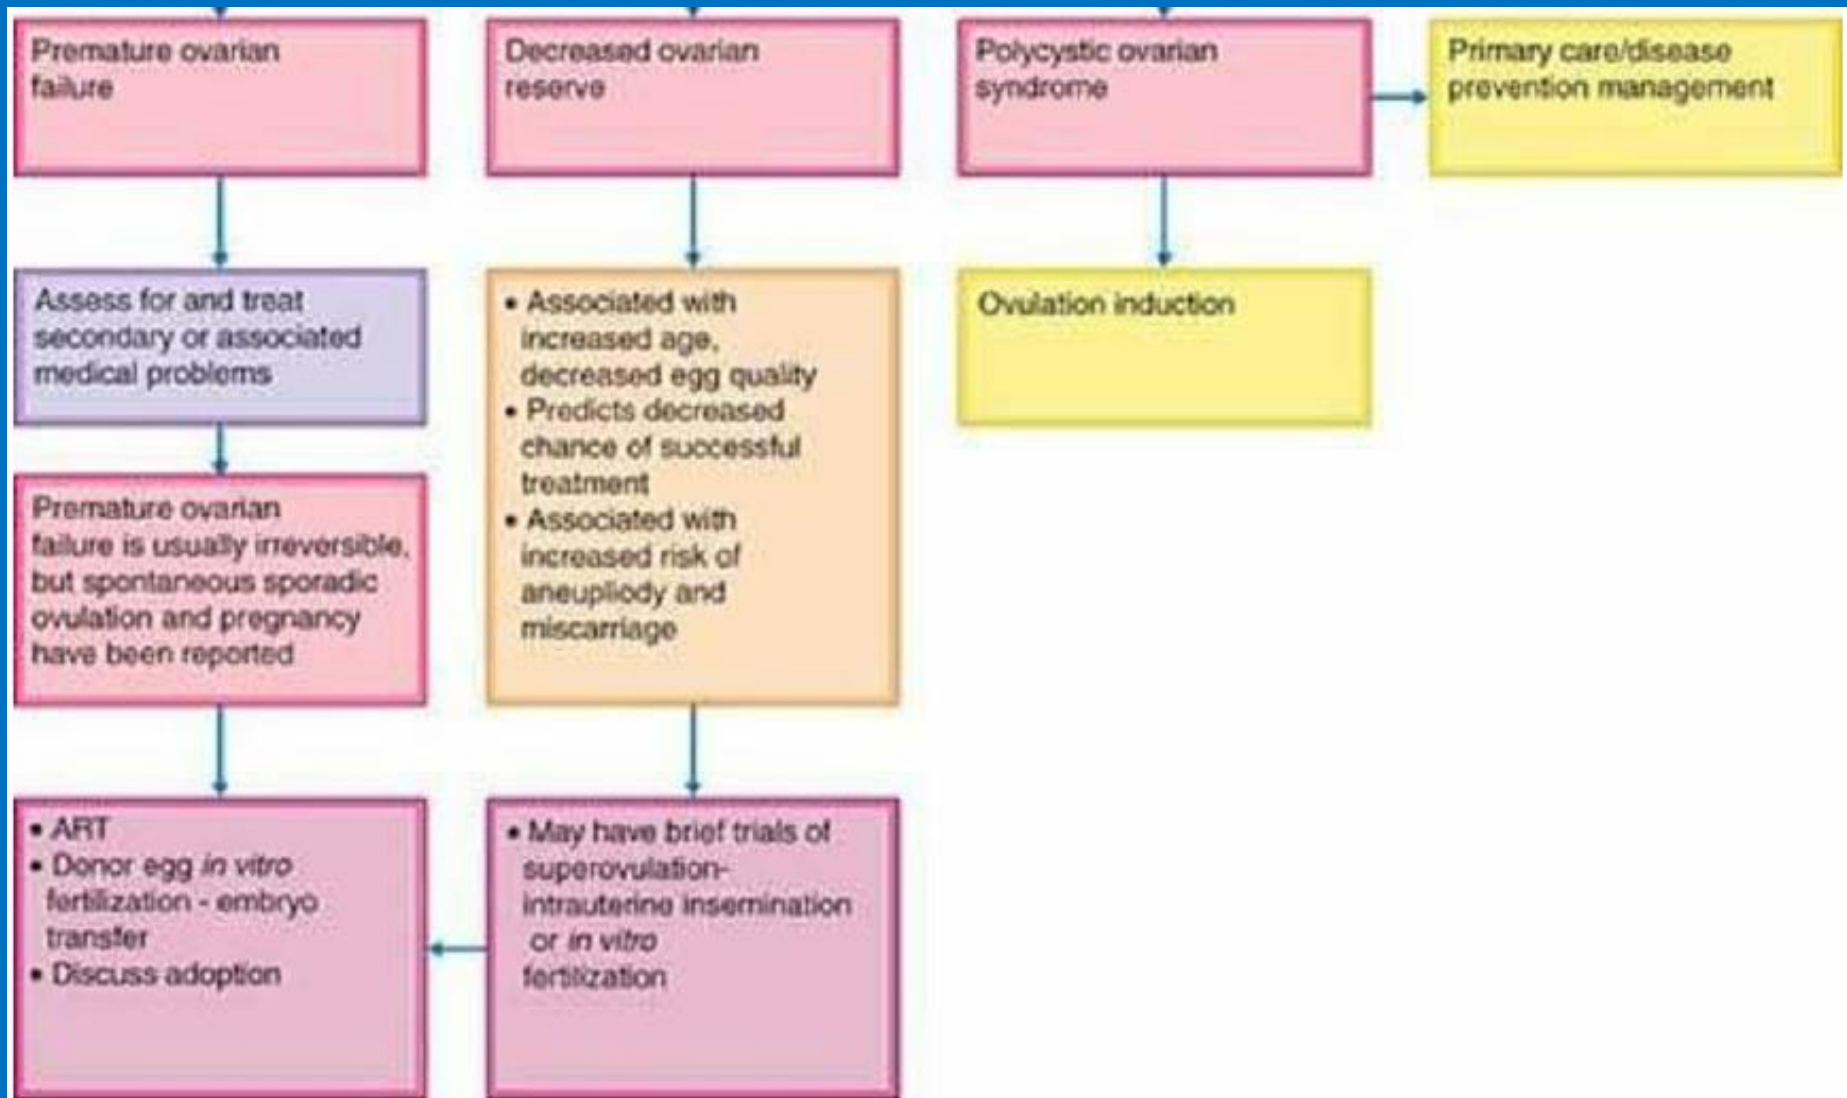 Premature ovarian
failure
Decreased ovarian
reserve
Polycystic ovarian
syndrome
Primary care/disease
prevention management
Assess for and treat
secondary or associated
medical problems
• Associated with
increased age,
decreased egg quality
• Predicts decreased
chance of successful
treatment
• Associated with
increased risk of
aneupliody and
miscarriage
Ovulation induction
Premature ovarian
failure is usually irreversible,
but spontaneous sporadic
ovulation and pregnancy
have been reported
• ART
• Donor egg in vitro
fertilization - embryo
transfer
• Discuss adoption
• May have brief trials of
superovulation-
intrauterine insemination
or in vitro
fertilization